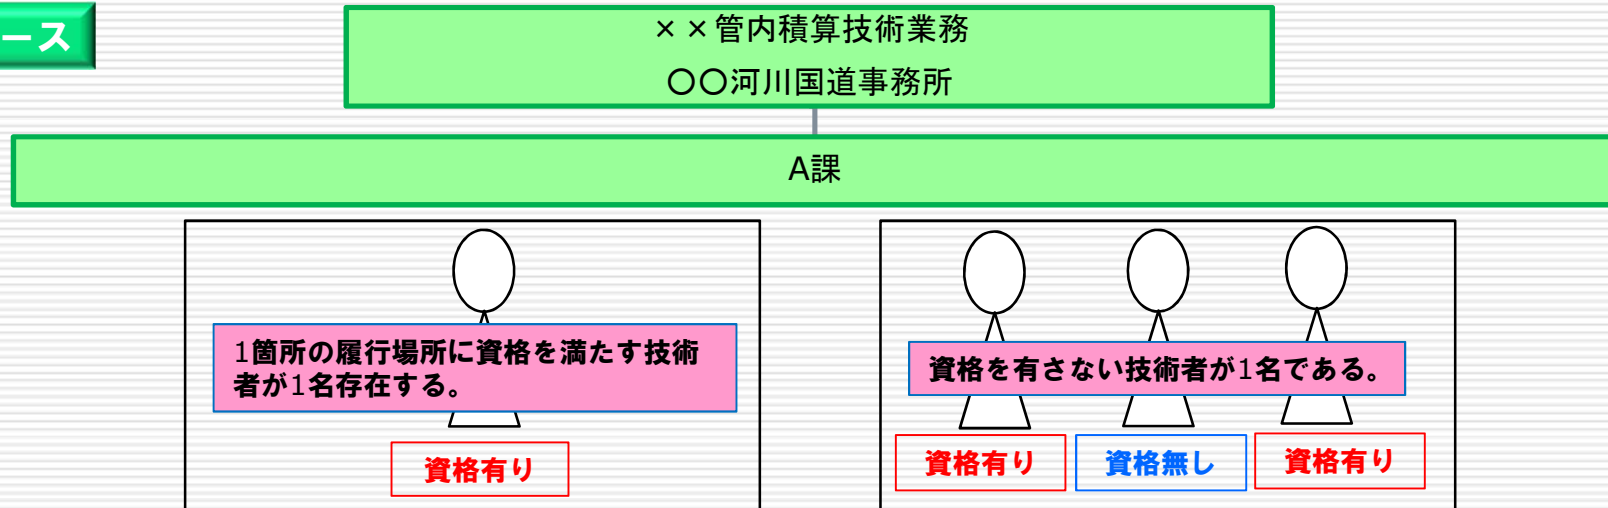 ース
××管内積算技術業務
〇〇河川国道事務所
A課
1箇所の履行場所に資格を満たす技術
者が1名存在する。
資格を有さない技術者が1名である。
資格有り
資格有り
資格無し
資格有り